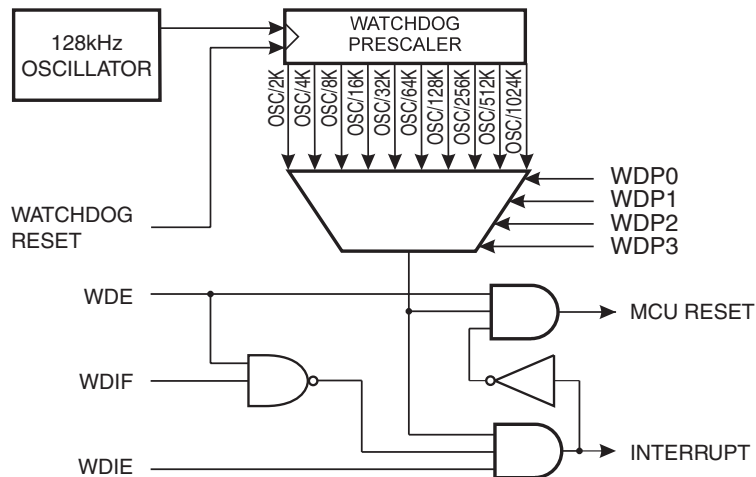 128kHz
OSCILLATOR
WATCHDOG
PRESCALER
OSC/2K
OSC/4K
OSC/8K
OSC/16K
OSC/32K
OSC/64K
OSC/128K
OSC/256K
OSC/512K
OSC/1024K
WATCHDOG
RESET
WDP0
WDP1
WDP2
WDP3
WDE
MCU RESET
WDIF
WDIE
INTERRUPT